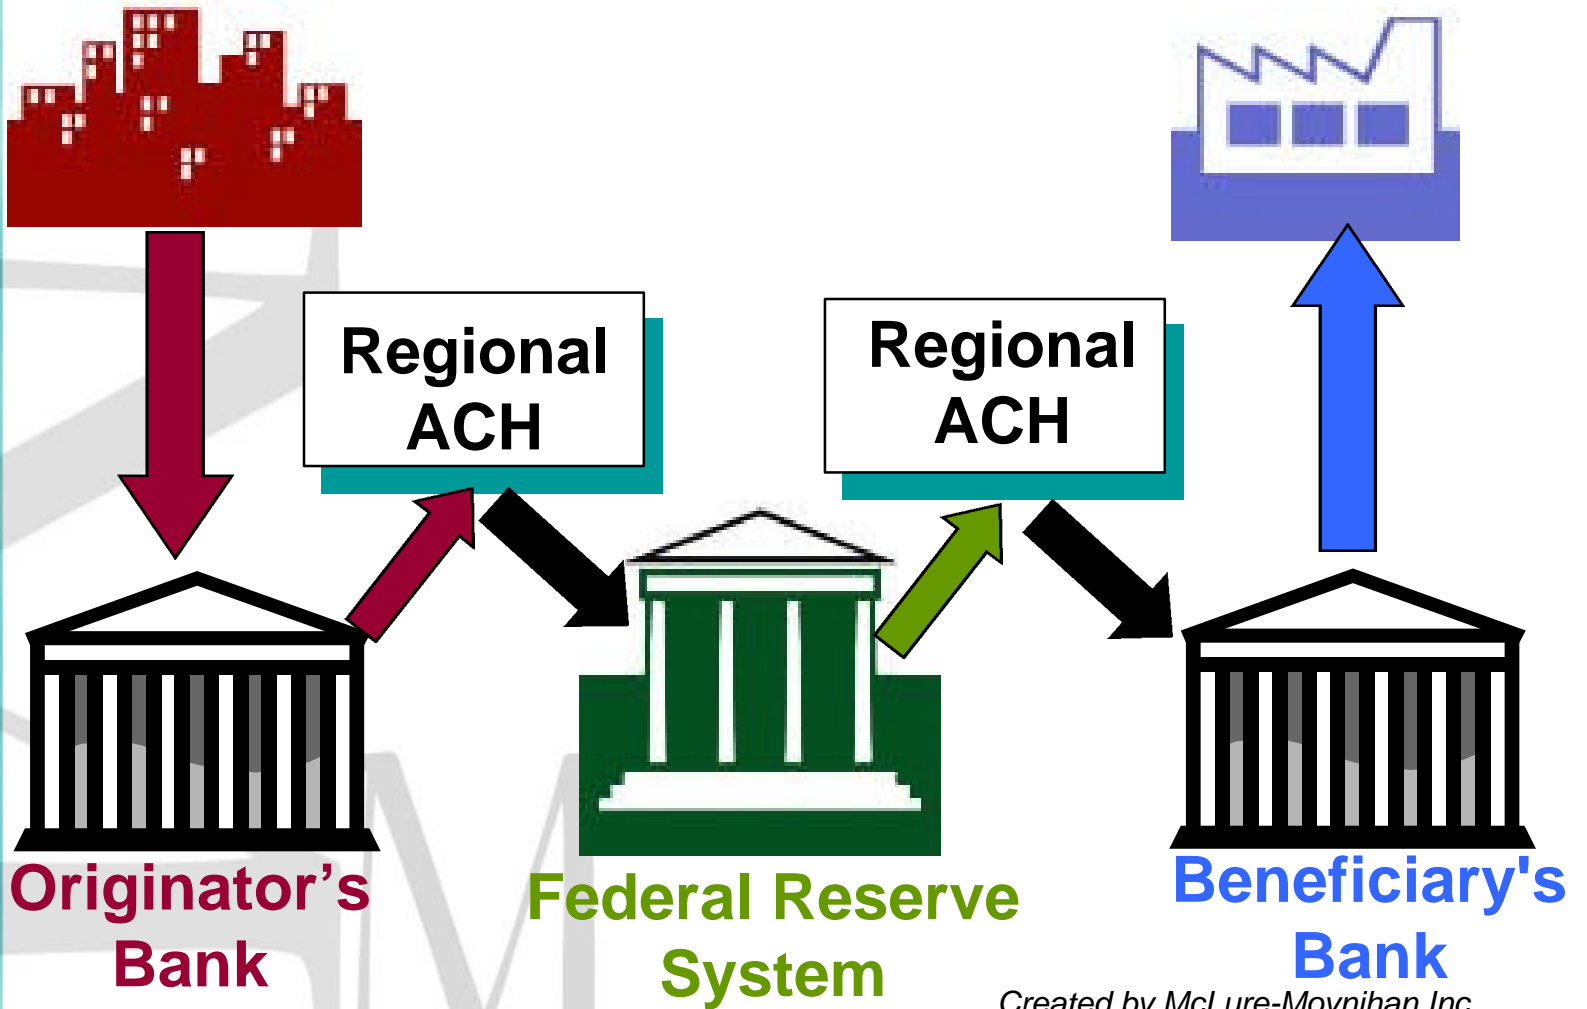 Regional
ACH
Regional
ACH
Originator’s
Bank
Federal Reserve
System
Beneficiary's
Bank
Created by McLure-Moynihan Inc